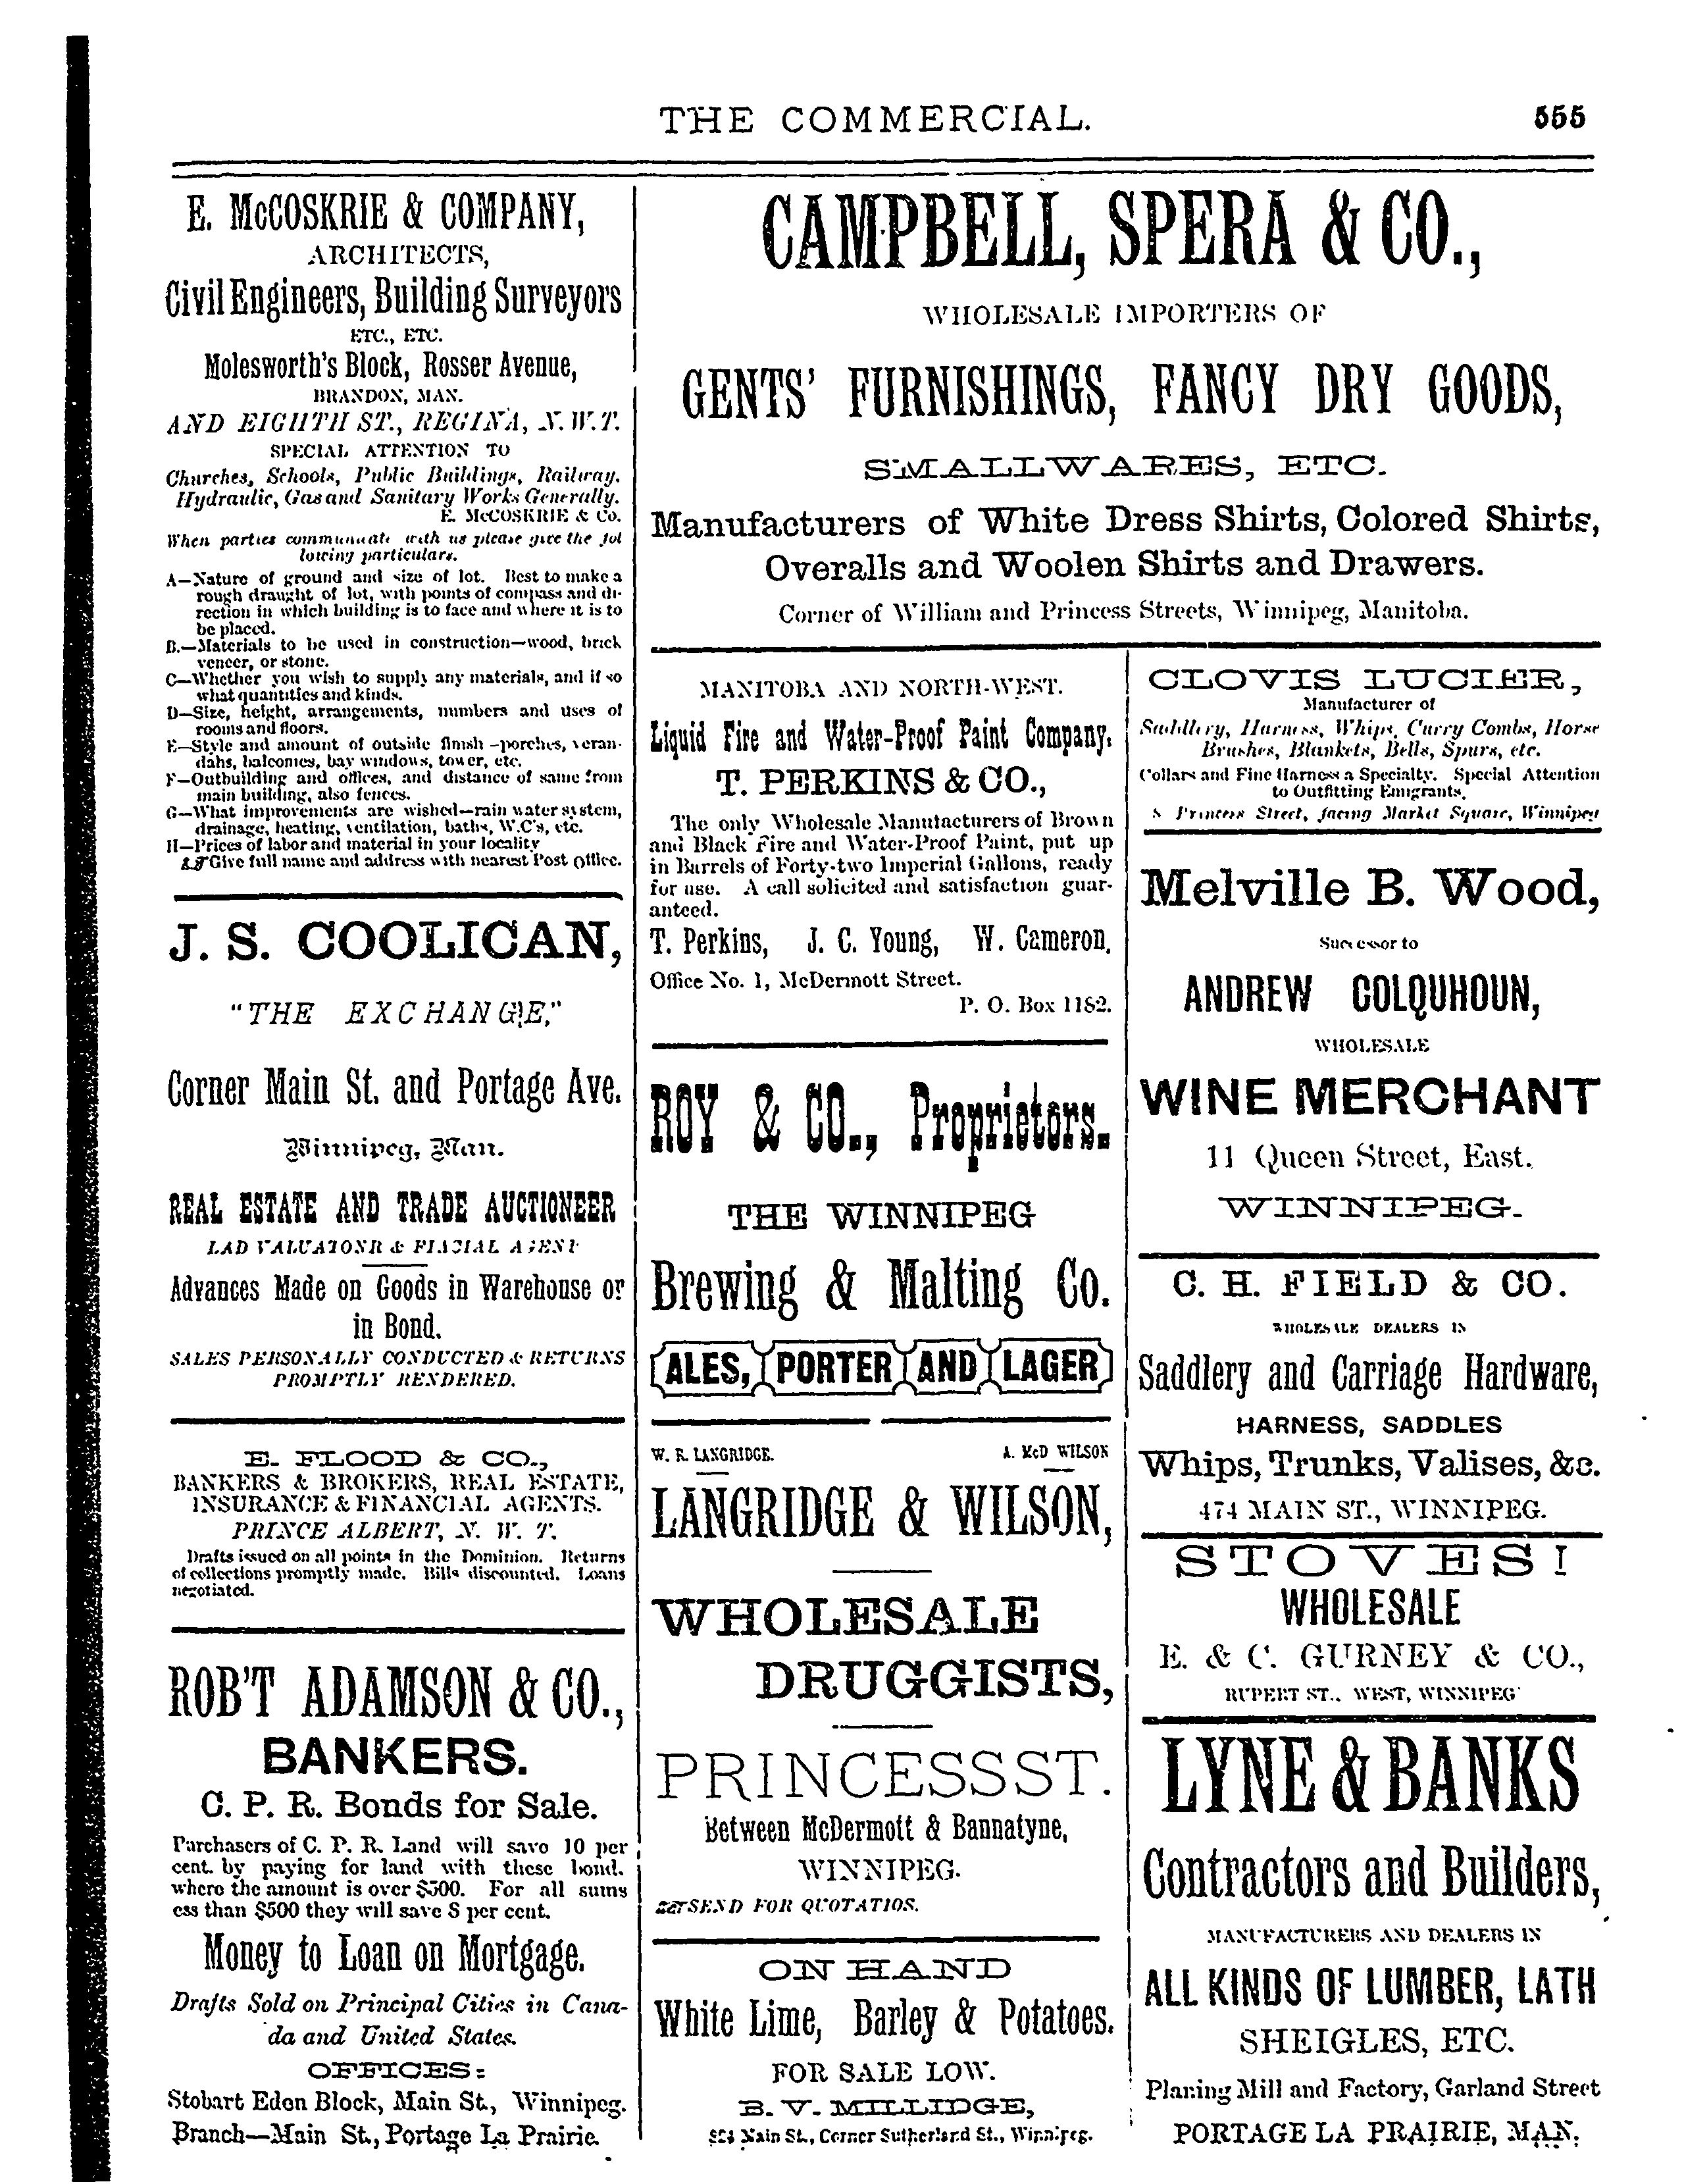 THE COMMERCIAL.
555
E. McCOSKRIE & COMPANY,
ARCHITECTS,
Civil Engineers, Building Surveyors
ETC., ETC.
Molesworth's Block, Rosser Avenue,
BRANDON, MAN.
AND EIGHTH ST., REGINA, N. W. T.
SPECIAL ATTENTION TO
Churches, Schools, Public Buildings, Railway.
Hydraulic, Gas and Sanitary Works Generally.
E. McCOSKRIE & Co.
When parties communicate with us please give the fol
lowing particulars.
A—Nature of ground and size of lot. Best to make a
rough draught of lot, with points of compass and di-
rection in which building is to face and where it is to
be placed.
B.—Materials to be used in construction—wood, brick
veneer, or stone.
C—Whether you wish to supply any materials, and if so
what quantities and kinds.
D—Size, height, arrangements, numbers and uses of
rooms and floors.
E—Style and amount of outside finish—porches, veran-
dahs, balconies, bay windows, tower, etc.
F—Outbuilding and offices, and distance of same from
main building, also fences.
G—What improvements are wished—rain water system,
drainage, heating, ventilation, baths, W.C's, etc.
H—Prices of labor and material in your locality
Give full name and address with nearest Post Office.
J. S. COOLICAN,
"THE EXCHANGE,"
Corner Main St. and Portage Ave.
Winnipeg, Man.
REAL ESTATE AND TRADE AUCTIONEER
LAD VALUATONR & FIAJIAL AGENT
Advances Made on Goods in Warehouse or
in Bond.
SALES PERSONALLY CONDUCTED & RETURNS
PROMPTLY RENDERED.
E. FLOOD & CO.,
BANKERS & BROKERS, REAL ESTATE,
INSURANCE & FINANCIAL AGENTS.
PRINCE ALBERT, N. W. T.
Drafts issued on all points in the Dominion. Returns
of collections promptly made. Bills discounted. Loans
negotiated.
ROB'T ADAMSON & CO.,
BANKERS.
C. P. R. Bonds for Sale.
Purchasers of C. P. R. Land will save 10 per
cent. by paying for land with these bond.
where the amount is over $500. For all sums
ess than $500 they will save 8 per cent.
Money to Loan on Mortgage.
Drafts Sold on Principal Cities in Cana-
da and United States.
OFFICES:
Stobart Eden Block, Main St., Winnipeg.
Branch—Main St., Portage La Prairie.
CAMPBELL, SPERA & CO.,
WHOLESALE IMPORTERS OF
GENTS' FURNISHINGS, FANCY DRY GOODS,
SMALLWARES, ETC.
Manufacturers of White Dress Shirts, Colored Shirts,
Overalls and Woolen Shirts and Drawers.
Corner of William and Princess Streets, Winnipeg, Manitoba.
MANITOBA AND NORTH-WEST.
Liquid Fire and Water-Proof Paint Company.
T. PERKINS & CO.,
The only Wholesale Manufacturers of Brown
and Black Fire and Water-Proof Paint, put up
in Barrels of Forty-two Imperial Gallons, ready
for use. A call solicited and satisfaction guar-
anteed.
T. Perkins, J. C. Young, W. Cameron.
Office No. 1, McDermott Street.
P. O. Box 1182.
ROY & CO., Proprietors.
THE WINNIPEG
Brewing & Malting Co.
ALES, PORTER AND LAGER
W. R. LANGRIDGE. A. McD WILSON
LANGRIDGE & WILSON,
WHOLESALE
DRUGGISTS,
PRINCESS ST.
Between McDermott & Bannatyne,
WINNIPEG.
SEND FOR QUOTATIOS.
ON HAND
White Lime, Barley & Potatoes.
FOR SALE LOW.
B. V. MILLIDGE,
Main St., Corner Sutherland St., Winnipeg.
CLOVIS LUCIER,
Manufacturer of
Saddlery, Harness, Whips, Curry Combs, Horse
Brushes, Blankets, Bells, Spurs, etc.
Collars and Fine Harness a Specialty. Special Attention
to Outfitting Emigrants.
8 Princess Street, facing Market Square, Winnipeg
Melville B. Wood,
Successor to
ANDREW COLQUHOUN,
WHOLESALE
WINE MERCHANT
11 Queen Street, East.
WINNIPEG.
C. H. FIELD & CO.
WHOLESALE DEALERS IN
Saddlery and Carriage Hardware,
HARNESS, SADDLES
Whips, Trunks, Valises, &c.
474 MAIN ST., WINNIPEG.
STOVES!
WHOLESALE
E. & C. GURNEY & CO.,
RUPERT ST., WEST, WINNIPEG
LYNE & BANKS
Contractors and Builders,
MANUFACTURERS AND DEALERS IN
ALL KINDS OF LUMBER, LATH
SHEIGLES, ETC.
Planing Mill and Factory, Garland Street
PORTAGE LA PRAIRIE, MAN.